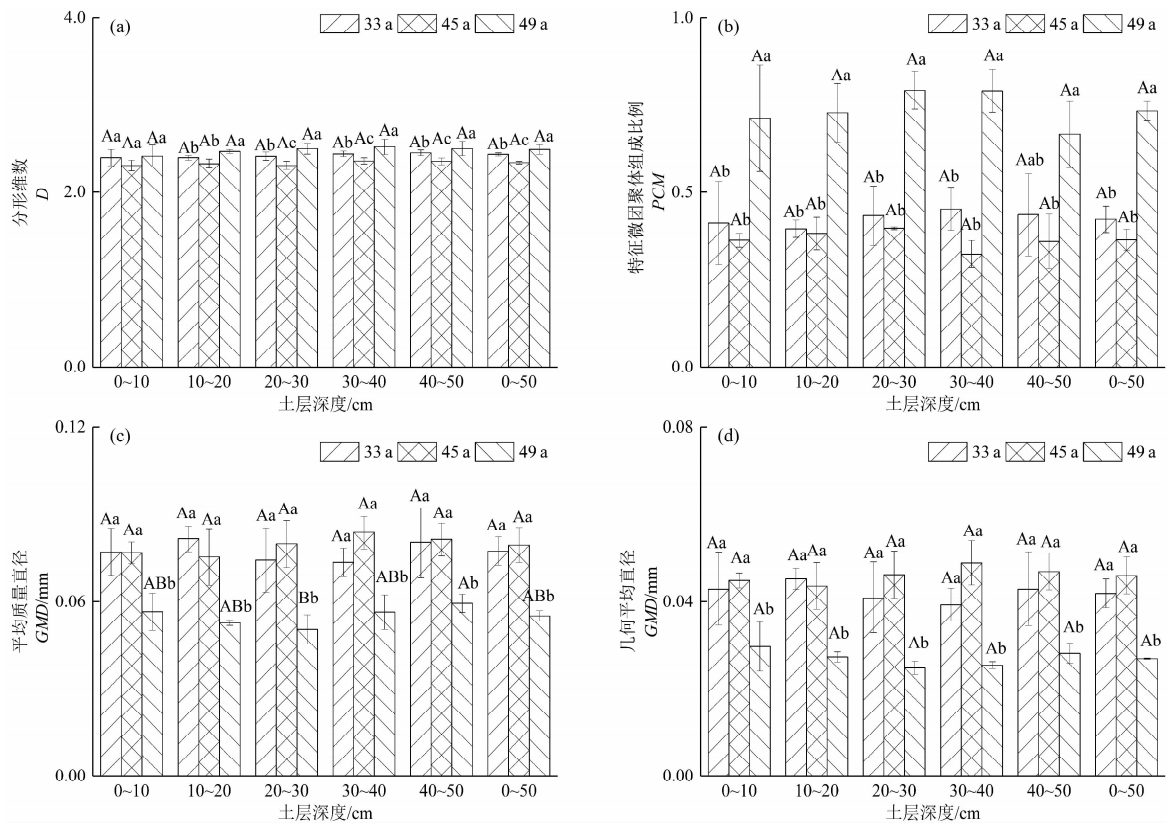 (a) 33 a 45 a 49 a
4.0
2.0
0.0
分形维数
D
Aa Aa Aa Ab Ab Aa Ab Ac Aa Ab Ac Aa Ab Ac Aa Ab Ac Aa
0~10 10~20 20~30 30~40 40~50 0~50
土层深度/cm
(b) 33 a 45 a 49 a
1.0
0.5
0.0
特征微团聚体组成比例
PCM
Ab Ab Aa Ab Ab Aa Ab Ab Aa Ab Ab Aa Aab Ab Aa Ab Ab Aa
0~10 10~20 20~30 30~40 40~50 0~50
土层深度/cm
(c) 33 a 45 a 49 a
0.12
0.06
0.00
平均质量直径
GMD/mm
Aa Aa ABb Aa Aa ABb Aa Aa Bb Aa Aa ABb Aa Aa Ab Aa Aa ABb
0~10 10~20 20~30 30~40 40~50 0~50
土层深度/cm
(d) 33 a 45 a 49 a
0.08
0.04
0.00
几何平均直径
GMD/mm
Aa Aa Ab Aa Aa Ab Aa Aa Ab Aa Aa Ab Aa Aa Ab Aa Aa Ab
0~10 10~20 20~30 30~40 40~50 0~50
土层深度/cm